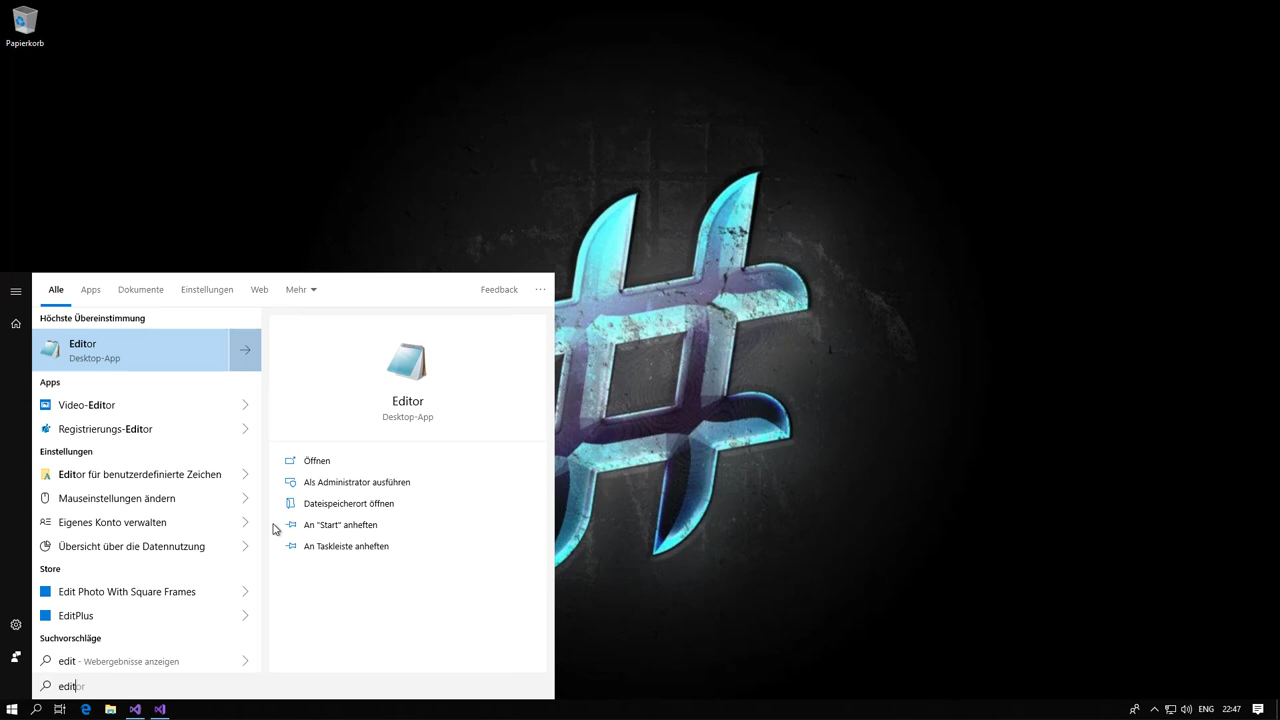 Papierkorb
Alle Apps Dokumente Einstellungen Web Mehr Feedback ...
Höchste Übereinstimmung
Editor
Desktop-App
Apps
Video-Editor
Registrierungs-Editor
Einstellungen
Editor für benutzerdefinierte Zeichen
Mauseinstellungen ändern
Eigenes Konto verwalten
Übersicht über die Datennutzung
Store
Edit Photo With Square Frames
EditPlus
Suchvorschläge
edit - Webergebnisse anzeigen
editor
Editor
Desktop-App
Öffnen
Als Administrator ausführen
Dateispeicherort öffnen
An "Start" anheften
An Taskleiste anheften
ENG 22:47